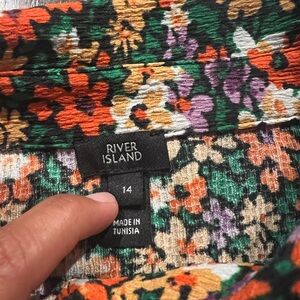 RIVER
ISLAND
14
MADE IN
TUNISIA